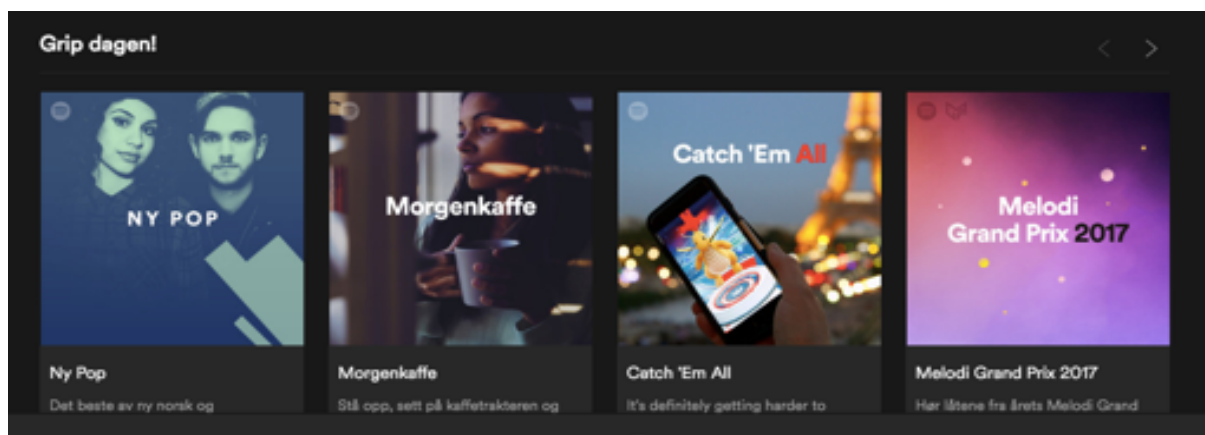 Grip dagen!
NY POP
Morgenkaffe
Catch 'Em All
Melodi
Grand Prix 2017
Ny Pop
Morgenkaffe
Catch 'Em All
Melodi Grand Prix 2017
Det beste av ny norsk og
Stå opp, sett på kaffetrakteren og
It's definitely getting harder to
Hør låtene fra årets Melodi Grand